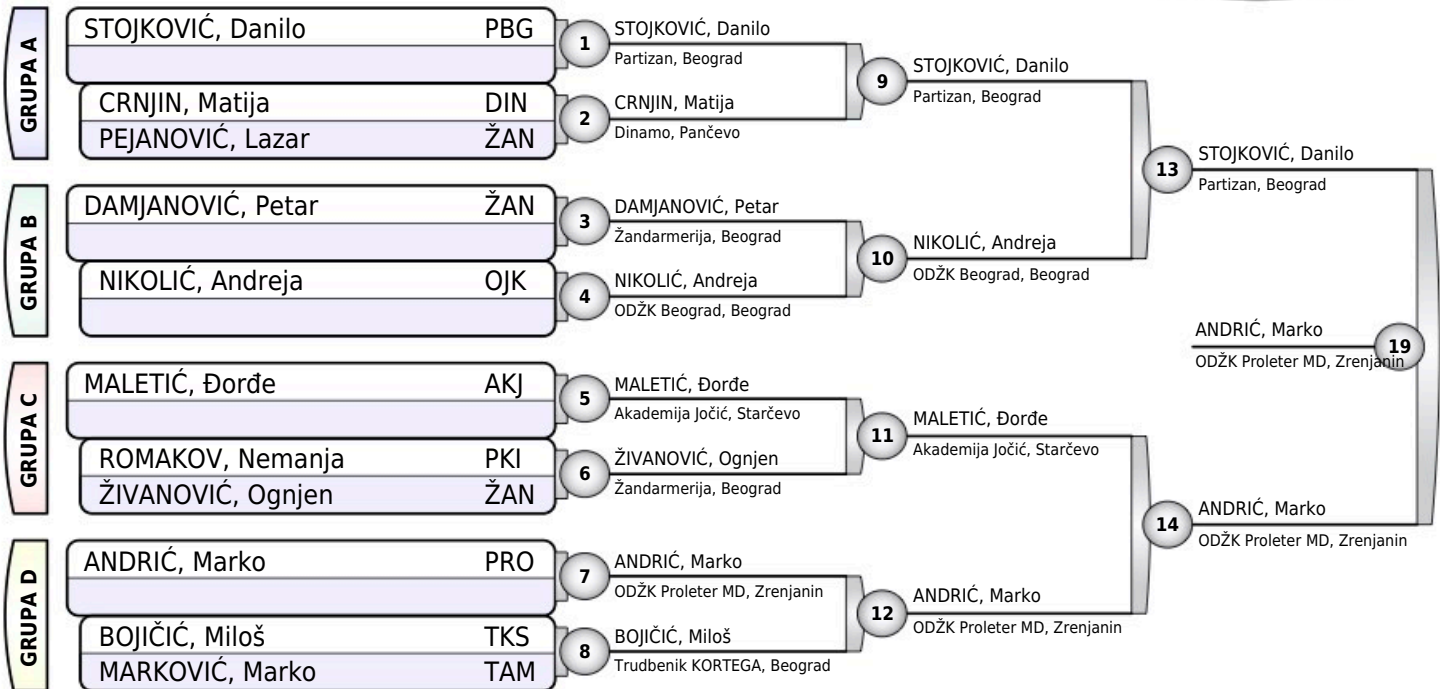 GRUPA A
STOJKOVIĆ, Danilo PBG
CRNJIN, Matija DIN
PEJANOVIĆ, Lazar ŽAN
1
STOJKOVIĆ, Danilo
Partizan, Beograd
2
CRNJIN, Matija
Dinamo, Pančevo
9
STOJKOVIĆ, Danilo
Partizan, Beograd
GRUPA B
DAMJANOVIĆ, Petar ŽAN
NIKOLIĆ, Andreja OJK
3
DAMJANOVIĆ, Petar
Žandarmerija, Beograd
4
NIKOLIĆ, Andreja
ODŽK Beograd, Beograd
10
NIKOLIĆ, Andreja
ODŽK Beograd, Beograd
13
STOJKOVIĆ, Danilo
Partizan, Beograd
GRUPA C
MALETIĆ, Đorđe AKJ
ROMAKOV, Nemanja PKI
ŽIVANOVIĆ, Ognjen ŽAN
5
MALETIĆ, Đorđe
Akademija Jočić, Starčevo
6
ŽIVANOVIĆ, Ognjen
Žandarmerija, Beograd
11
MALETIĆ, Đorđe
Akademija Jočić, Starčevo
GRUPA D
ANDRIĆ, Marko PRO
BOJIČIĆ, Miloš TKS
MARKOVIĆ, Marko TAM
7
ANDRIĆ, Marko
ODŽK Proleter MD, Zrenjanin
8
BOJIČIĆ, Miloš
Trudbenik KORTEGA, Beograd
12
ANDRIĆ, Marko
ODŽK Proleter MD, Zrenjanin
14
ANDRIĆ, Marko
ODŽK Proleter MD, Zrenjanin
19
ANDRIĆ, Marko
ODŽK Proleter MD, Zrenjanin